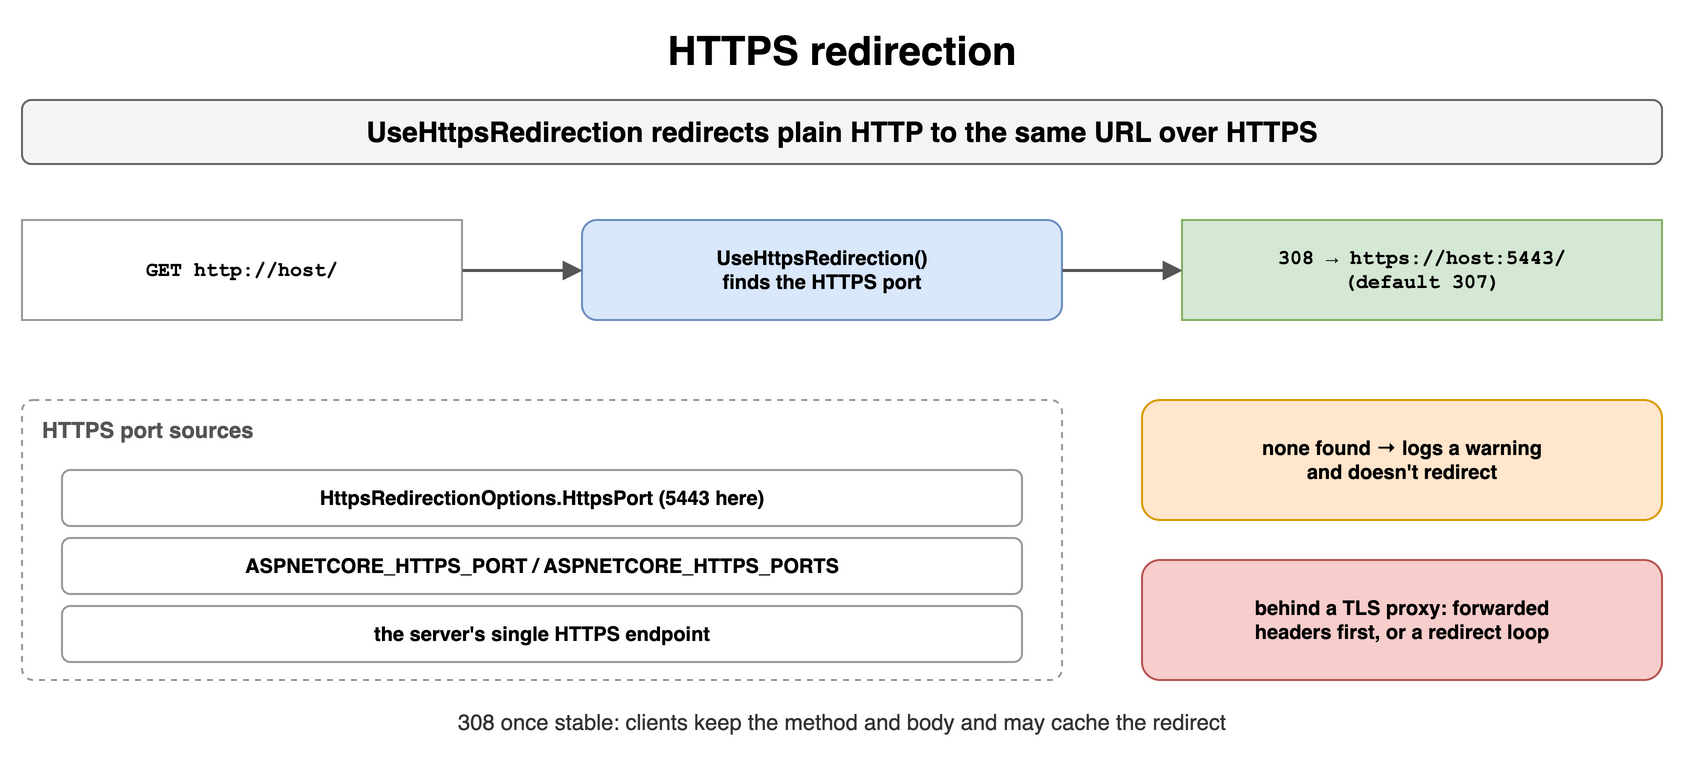 HTTPS redirection
UseHttpsRedirection redirects plain HTTP to the same URL over HTTPS
GET http://host/
UseHttpsRedirection()
finds the HTTPS port
308 → https://host:5443/
(default 307)
HTTPS port sources
HttpsRedirectionOptions.HttpsPort (5443 here)
ASPNETCORE_HTTPS_PORT / ASPNETCORE_HTTPS_PORTS
the server's single HTTPS endpoint
none found → logs a warning
and doesn't redirect
behind a TLS proxy: forwarded
headers first, or a redirect loop
308 once stable: clients keep the method and body and may cache the redirect